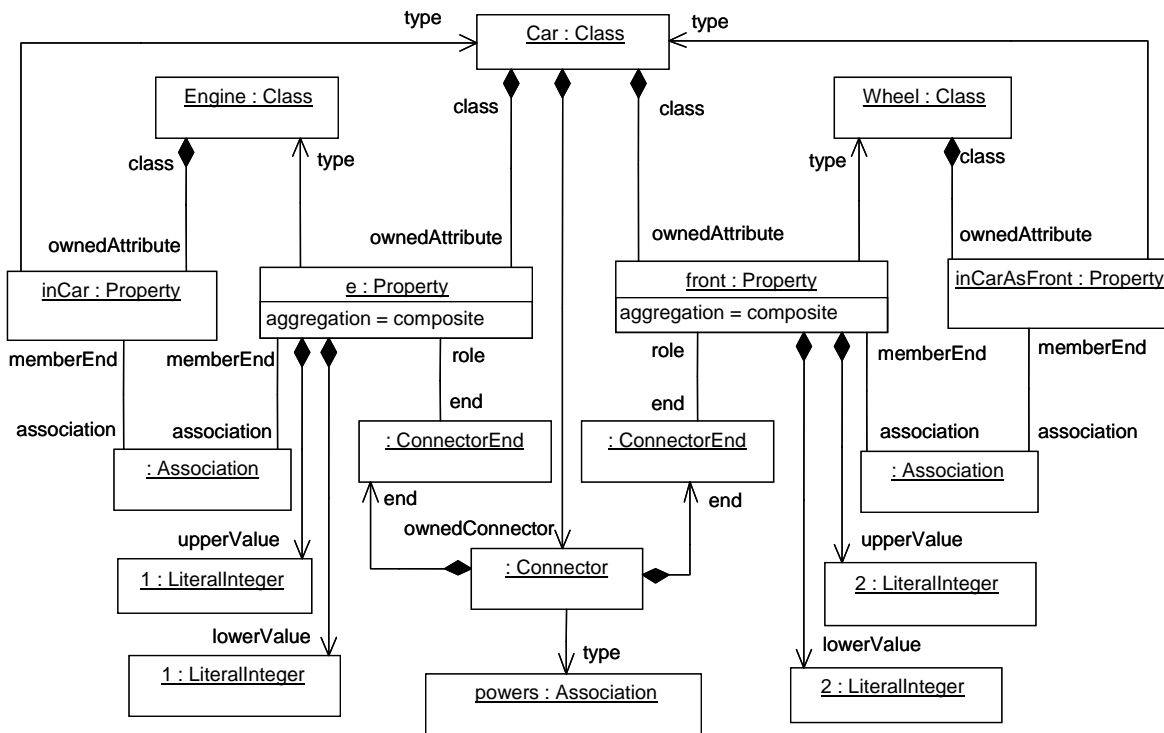 type
Car : Class
type
Engine : Class
class
class
Wheel : Class
class
type
type
class
ownedAttribute
ownedAttribute
ownedAttribute
ownedAttribute
inCar : Property
e : Property
aggregation = composite
front : Property
aggregation = composite
inCarAsFront : Property
memberEnd
memberEnd
role
role
memberEnd
memberEnd
end
end
association
association
association
association
: ConnectorEnd
: ConnectorEnd
: Association
: Association
end
end
ownedConnector
upperValue
upperValue
: Connector
1 : LiteralInteger
2 : LiteralInteger
lowerValue
lowerValue
type
1 : LiteralInteger
2 : LiteralInteger
powers : Association